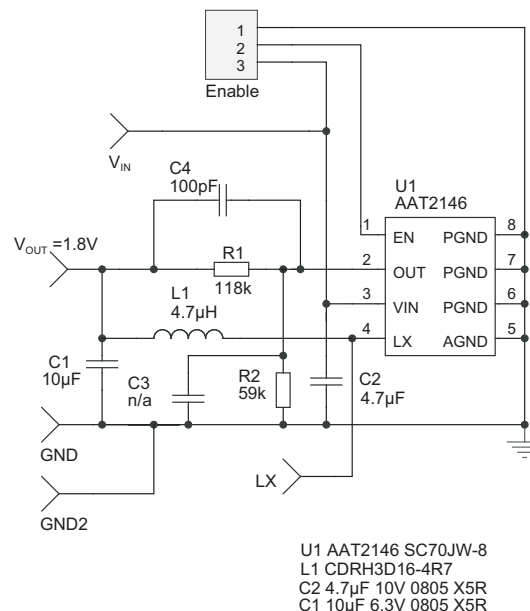 1
2
3
Enable
V_IN
C4
100pF
U1
AAT2146
V_OUT =1.8V
R1
118k
L1
4.7µH
1 EN PGND 8
2 OUT PGND 7
3 VIN PGND 6
4 LX AGND 5
C1
10µF
C3
n/a
R2
59k
C2
4.7µF
GND
LX
GND2
U1 AAT2146 SC70JW-8
L1 CDRH3D16-4R7
C2 4.7µF 10V 0805 X5R
C1 10µF 6.3V 0805 X5R